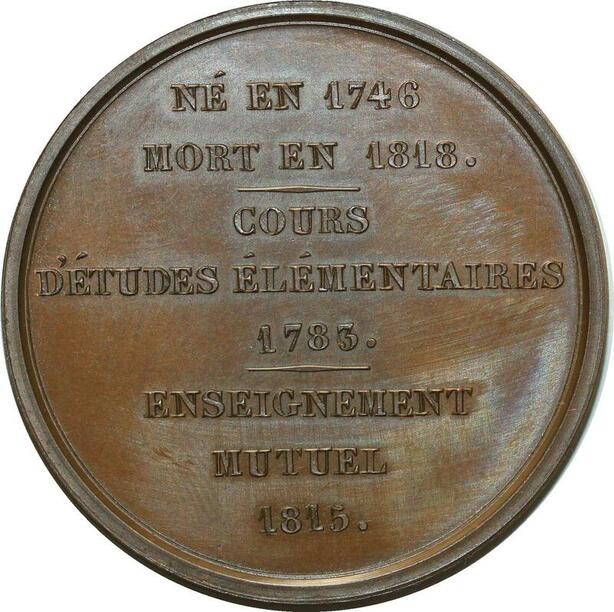 NÉ EN 1746
MORT EN 1818.
COURS
D'ÉTUDES ÉLÉMENTAIRES
1783.
ENSEIGNEMENT
MUTUEL
1815.